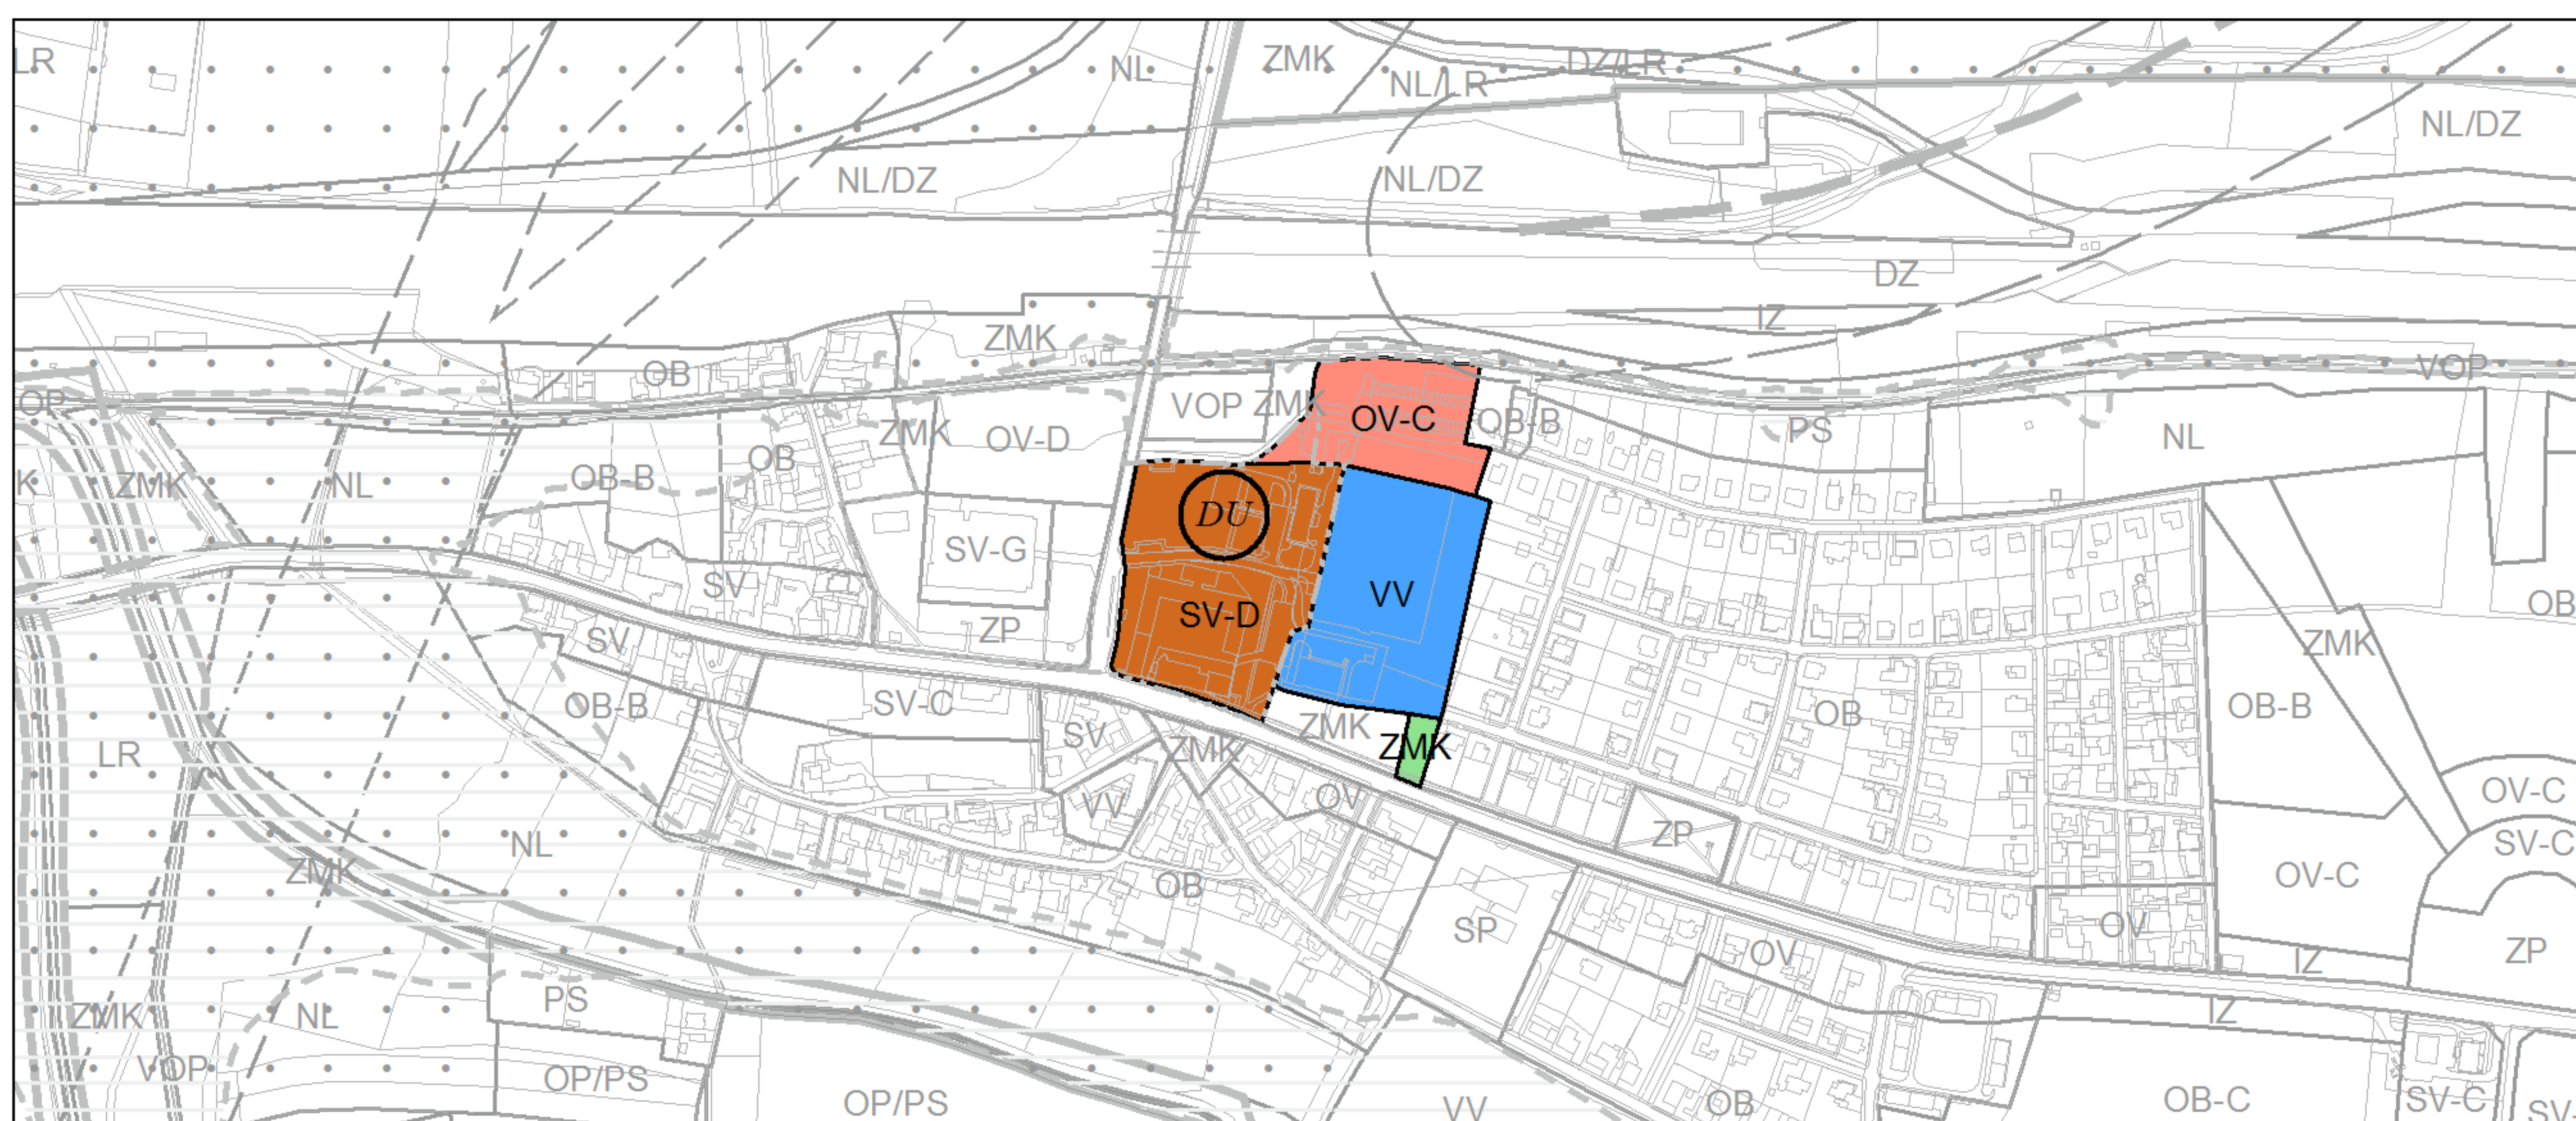 LR
NL
ZMK
NL/LR
DZ/LR
NL/DZ
NL/DZ
NL/DZ
DZ
IZ
ZMK
OB
VOP
OP
VOP
ZMK
OV-C
OB-B
PS
NL
ZMK
OV-D
OB
OB-B
K
ZMK
NL
DU
SV-G
VV
SV
SV-D
ZP
SV
OB
ZMK
OB-B
SV-C
OB-B
OB
LR
SV
ZMK
ZMK
ZMK
OV-C
VV
OV
ZP
SV-C
NL
ZMK
OB
OV-C
SP
OV
OV
ZP
IZ
PS
ZMK
NL
IZ
VOP
OP/PS
OP/PS
VV
OB
OB-C
SV-C
SV-